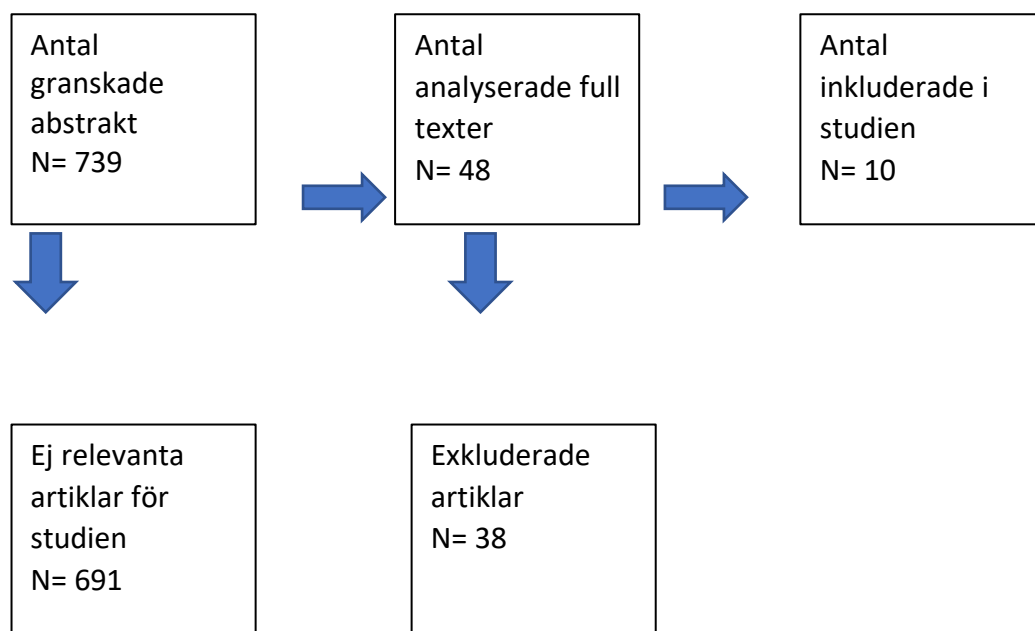 Antal
granskade
abstrakt
N= 739
Antal
analyserade full
texter
N= 48
Antal
inkluderade i
studien
N= 10
Ej relevanta
artiklar för
studien
N= 691
Exkluderade
artiklar
N= 38